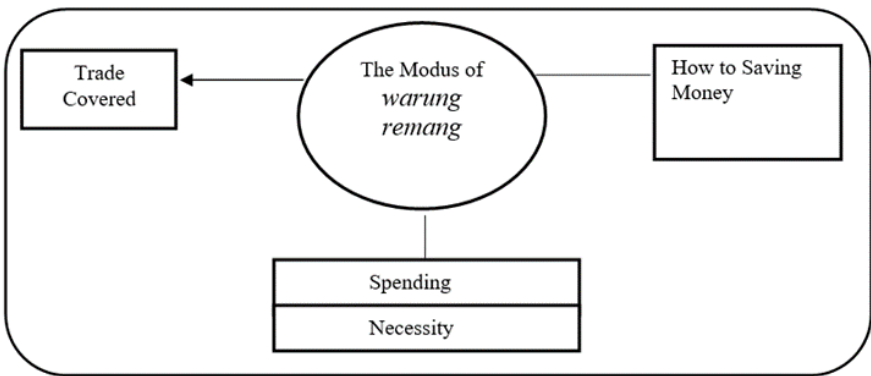 Trade
Covered
The Modus of
warung
remang
How to Saving
Money
Spending
Necessity